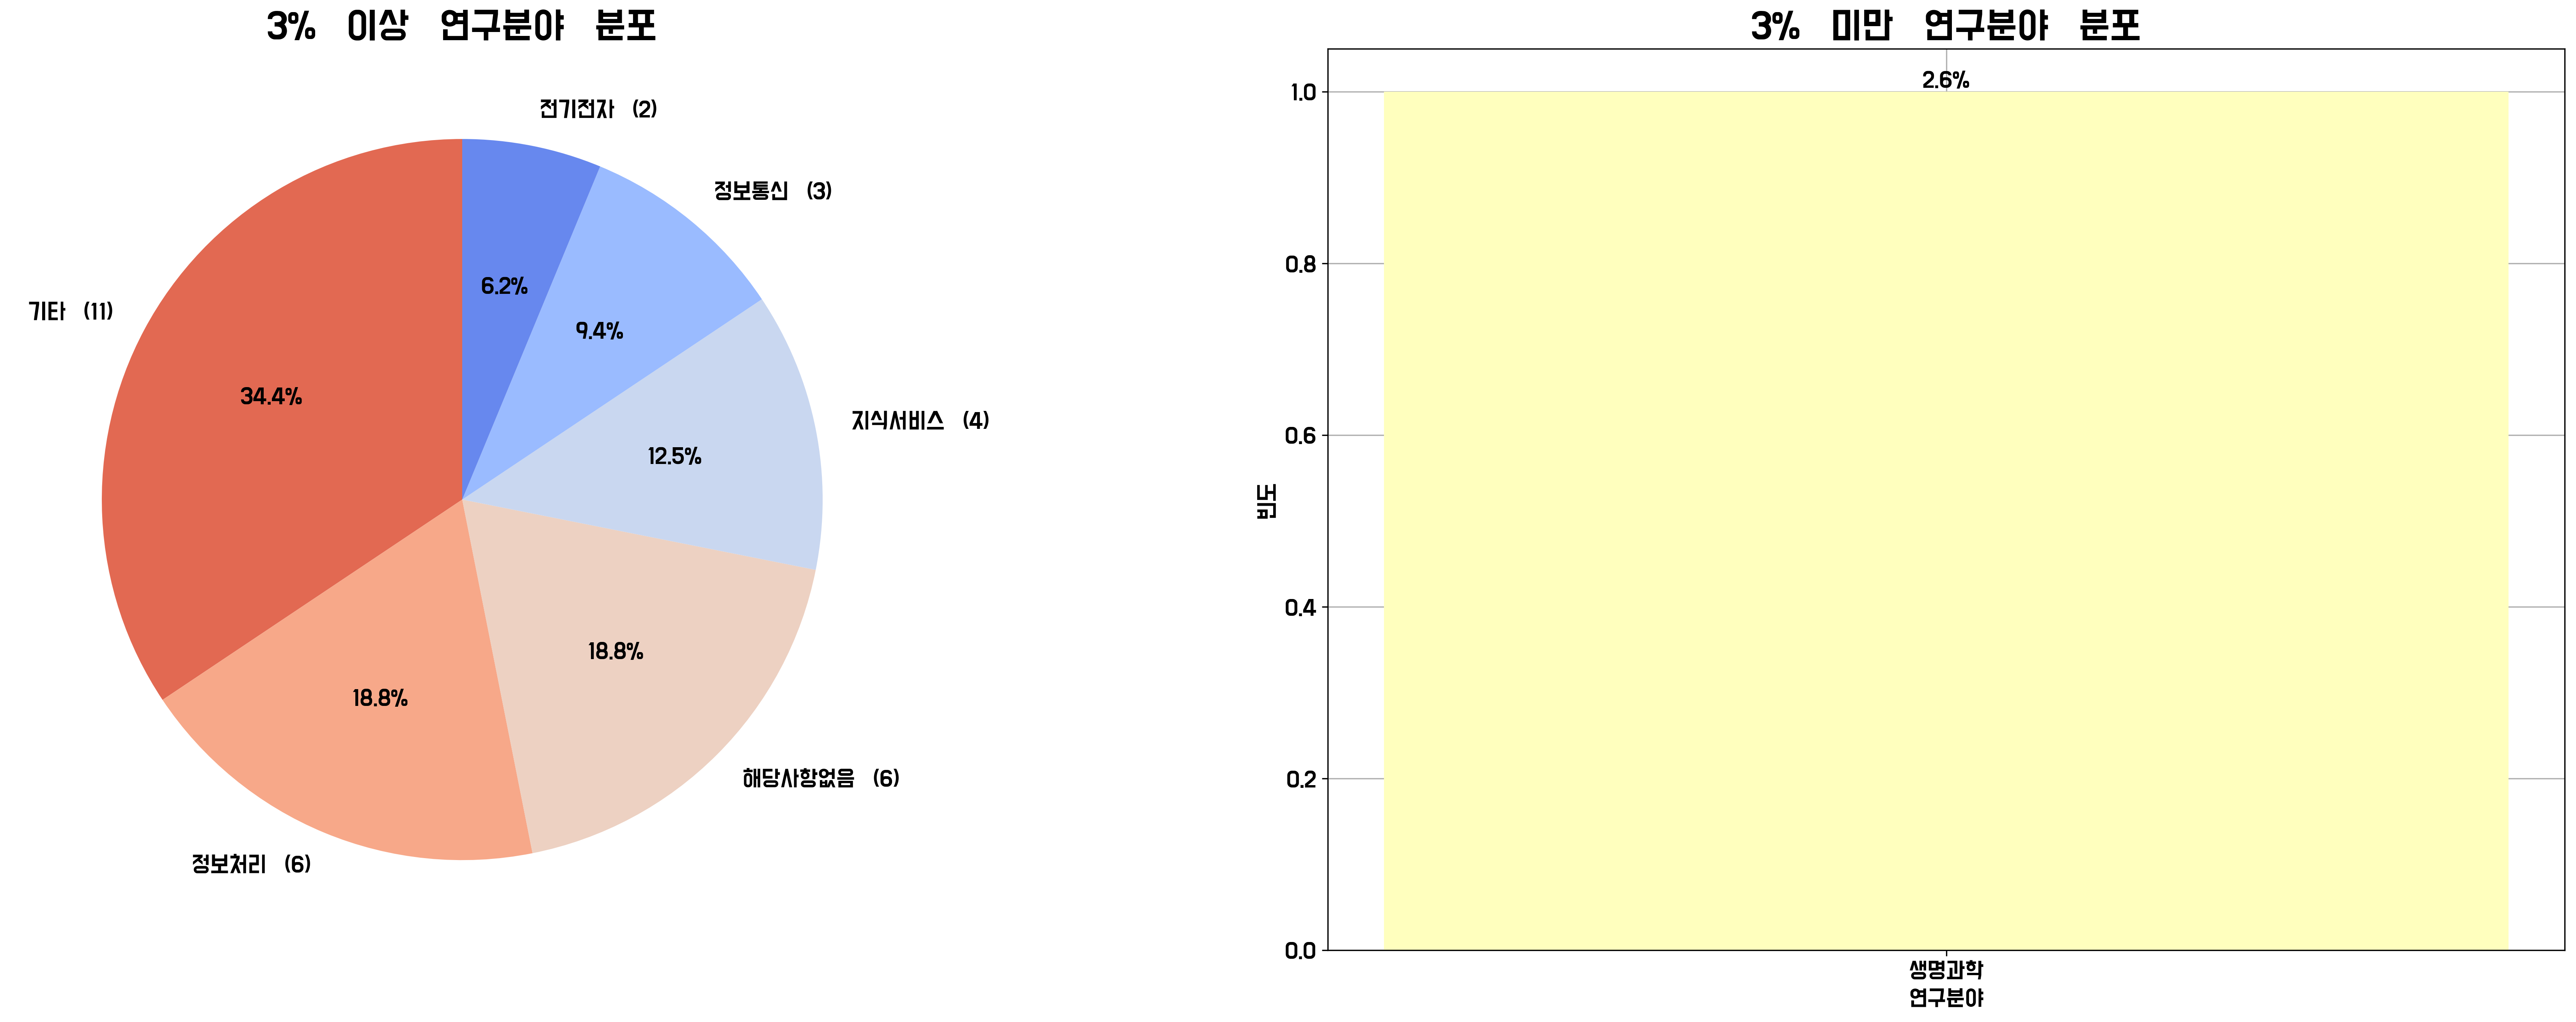 3% 이상 연구분야 분포
전기전자 (2)
정보통신 (3)
지식서비스 (4)
해당사항없음 (6)
정보처리 (6)
기타 (11)
6.2%
9.4%
12.5%
18.8%
18.8%
34.4%
3% 미만 연구분야 분포
2.6%
빈도
1.0
0.8
0.6
0.4
0.2
0.0
생명과학
연구분야